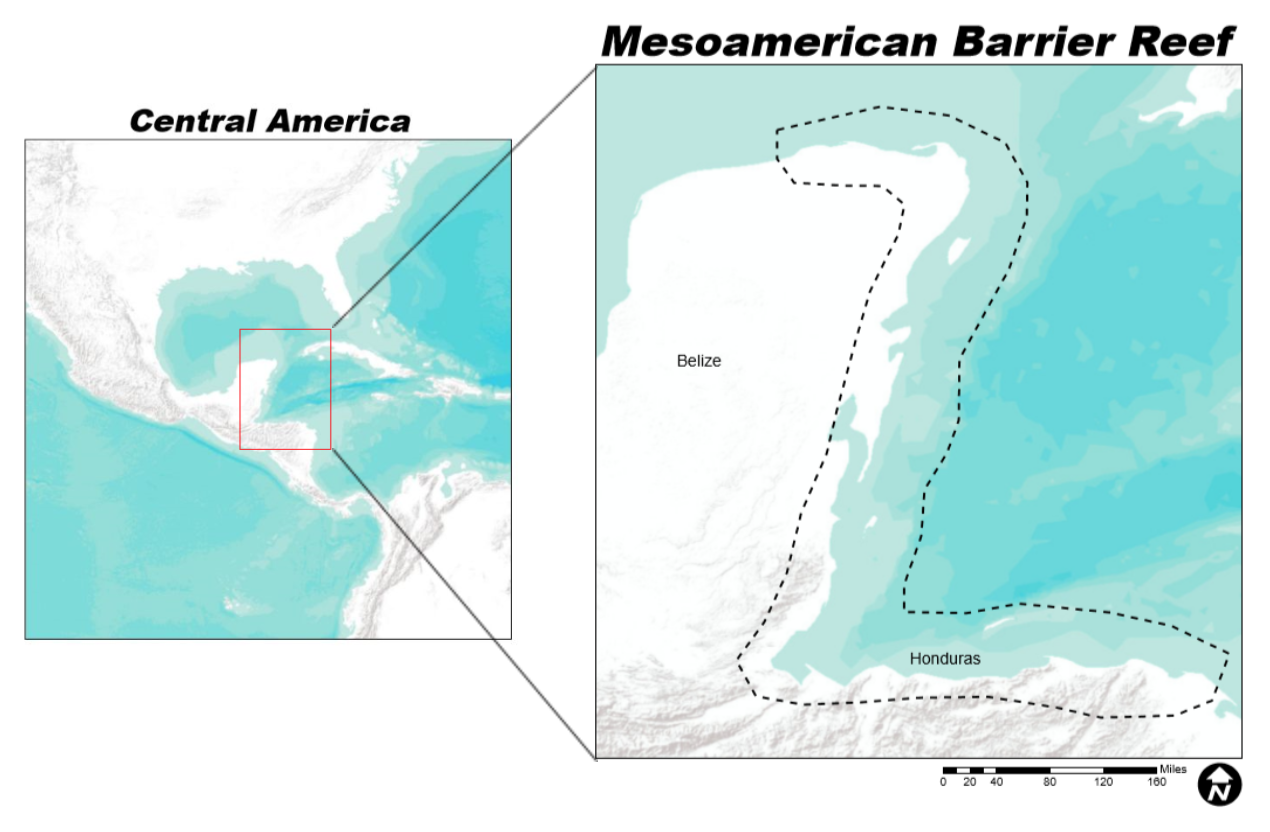 Mesoamerican Barrier Reef
Central America
Belize
Honduras
Miles
0 20 40 80 120 160
N